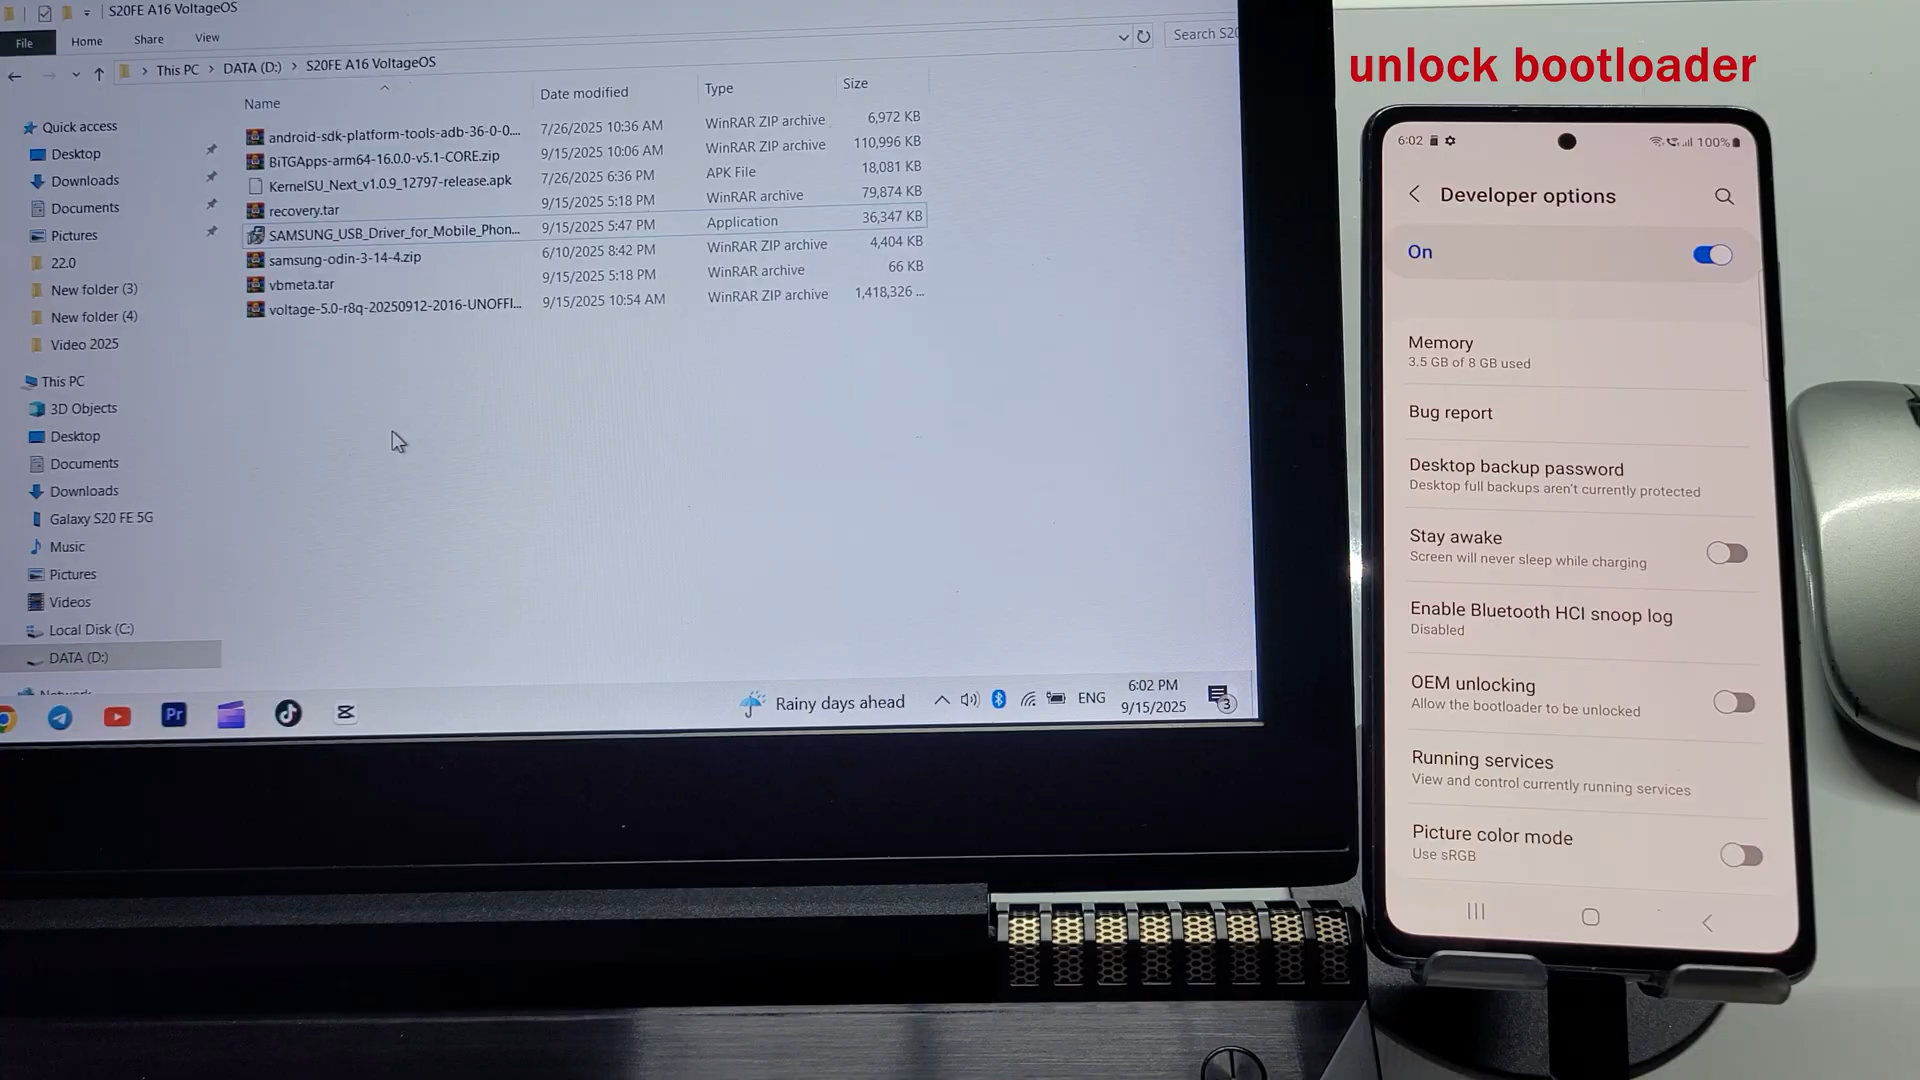 S20FE A16 VoltageOS
File Home Share View
This PC DATA (D:) S20FE A16 VoltageOS
Search S20
Name Date modified Type Size
android-sdk-platform-tools-adb-36-0-0.... 7/26/2025 10:36 AM WinRAR ZIP archive 6,972 KB
BiTGApps-arm64-16.0.0-v5.1-CORE.zip 9/15/2025 10:06 AM WinRAR ZIP archive 110,996 KB
KernelSU_Next_v1.0.9_12797-release.apk 7/26/2025 6:36 PM APK File 18,081 KB
recovery.tar 9/15/2025 5:18 PM WinRAR archive 79,874 KB
SAMSUNG_USB_Driver_for_Mobile_Phon... 9/15/2025 5:47 PM Application 36,347 KB
samsung-odin-3-14-4.zip 6/10/2025 8:42 PM WinRAR ZIP archive 4,404 KB
vbmeta.tar 9/15/2025 5:18 PM WinRAR archive 66 KB
voltage-5.0-r8q-20250912-2016-UNOFFI... 9/15/2025 10:54 AM WinRAR ZIP archive 1,418,326 ...
Quick access
Desktop
Downloads
Documents
Pictures
22.0
New folder (3)
New folder (4)
Video 2025
This PC
3D Objects
Desktop
Documents
Downloads
Galaxy S20 FE 5G
Music
Pictures
Videos
Local Disk (C:)
DATA (D:)
Network
Pr
Rainy days ahead
ENG
6:02 PM
9/15/2025
3
unlock bootloader
6:02
100%
Developer options
On
Memory
3.5 GB of 8 GB used
Bug report
Desktop backup password
Desktop full backups aren't currently protected
Stay awake
Screen will never sleep while charging
Enable Bluetooth HCI snoop log
Disabled
OEM unlocking
Allow the bootloader to be unlocked
Running services
View and control currently running services
Picture color mode
Use sRGB